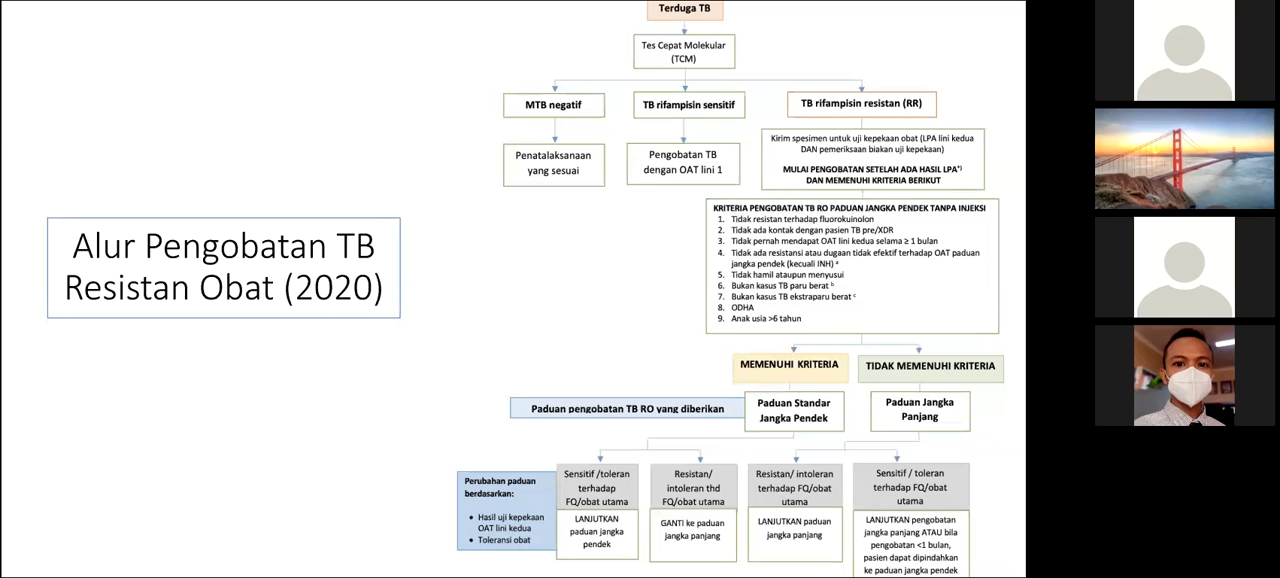 Alur Pengobatan TB
Resistan Obat (2020)
Terduga TB
Tes Cepat Molekular
(TCM)
MTB negatif
TB rifampisin sensitif
TB rifampisin resistan (RR)
Penatalaksanaan
yang sesuai
Pengobatan TB
dengan OAT lini 1
Kirim spesimen untuk uji kepekaan obat (LPA lini kedua
DAN pemeriksaan biakan uji kepekaan)
MULAI PENGOBATAN SETELAH ADA HASIL LPA*)
DAN MEMENUHI KRITERIA BERIKUT
KRITERIA PENGOBATAN TB RO PADUAN JANGKA PENDEK TANPA INJEKSI
1. Tidak resistan terhadap fluorokuinolon
2. Tidak ada kontak dengan pasien TB pre/XDR
3. Tidak pernah mendapat OAT lini kedua selama ≥ 1 bulan
4. Tidak ada resistansi atau dugaan tidak efektif terhadap OAT paduan
jangka pendek (kecuali INH) a
5. Tidak hamil ataupun menyusui
6. Bukan kasus TB paru berat b
7. Bukan kasus TB ekstraparu berat c
8. ODHA
9. Anak usia >6 tahun
MEMENUHI KRITERIA
TIDAK MEMENUHI KRITERIA
Paduan pengobatan TB RO yang diberikan
Paduan Standar
Jangka Pendek
Paduan Jangka
Panjang
Perubahan paduan
berdasarkan:
• Hasil uji kepekaan
OAT lini kedua
• Toleransi obat
Sensitif /toleran
terhadap
FQ/obat utama
LANJUTKAN
paduan jangka
pendek
Resistan/
intoleran thd
FQ/obat utama
GANTI ke paduan
jangka panjang
Resistan/ intoleran
terhadap FQ/obat
utama
LANJUTKAN paduan
jangka panjang
Sensitif / toleran
terhadap FQ/obat
utama
LANJUTKAN pengobatan
jangka panjang ATAU bila
pengobatan <1 bulan,
pasien dapat dipindahkan
ke paduan jangka pendek